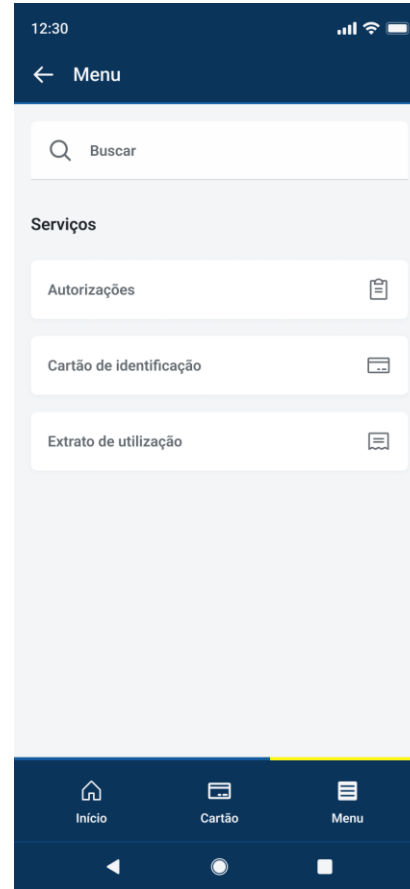 12:30
Menu
Buscar
Serviços
Autorizações
Cartão de identificação
Extrato de utilização
Início Cartão Menu